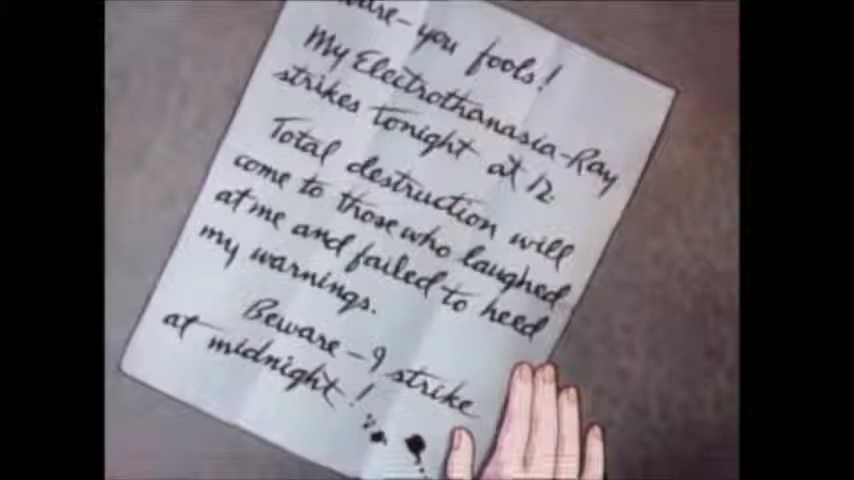 ware-you fools!
My Electrothanasia-Ray
strikes tonight at 12
Total destruction will
come to those who laughed
at me and failed to heed
my warnings.
Beware-I strike
at midnight!